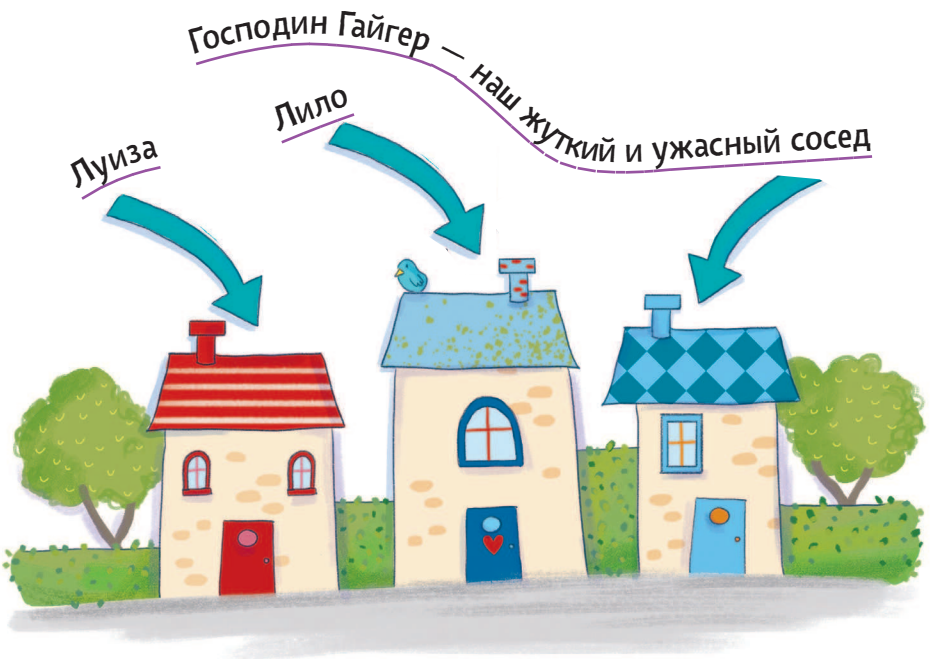 Господин Гайгер — наш жуткий и ужасный сосед
Лило
Луиза